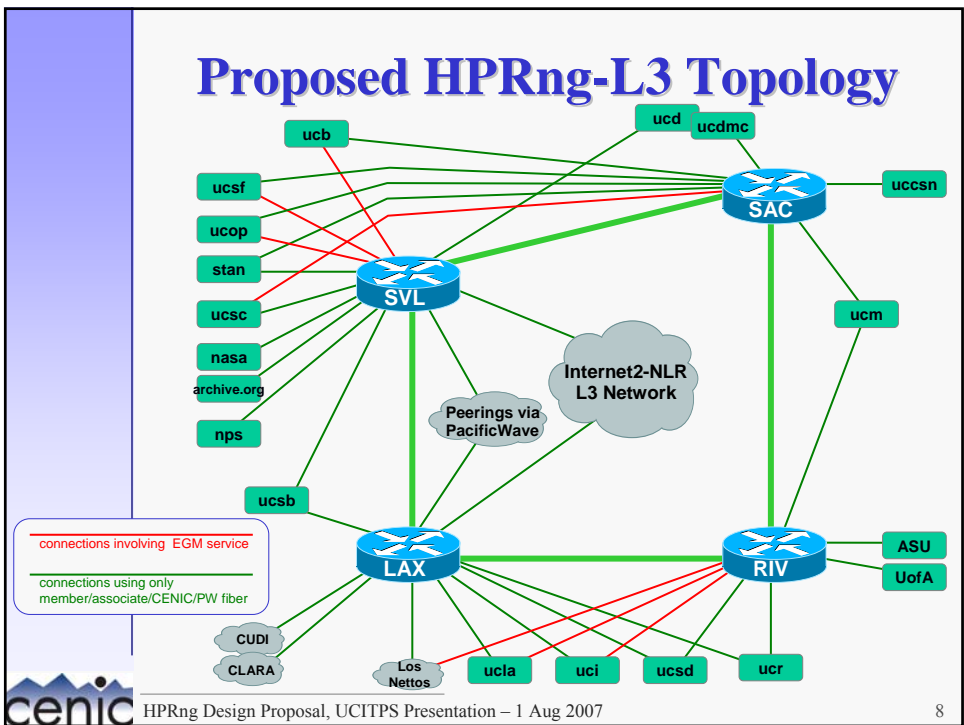 Proposed HPRng-L3 Topology
ucb
ucd
ucdmc
ucsf
uccsn
SAC
ucop
stan
SVL
ucsc
ucm
nasa
Internet2-NLR
L3 Network
archive.org
Peerings via
PacificWave
nps
ucsb
connections involving EGM service
connections using only
member/associate/CENIC/PW fiber
LAX
RIV
ASU
UofA
CUDI
CLARA
Los
Nettos
ucla
uci
ucsd
ucr
cenic
HPRng Design Proposal, UCITPS Presentation – 1 Aug 2007
8